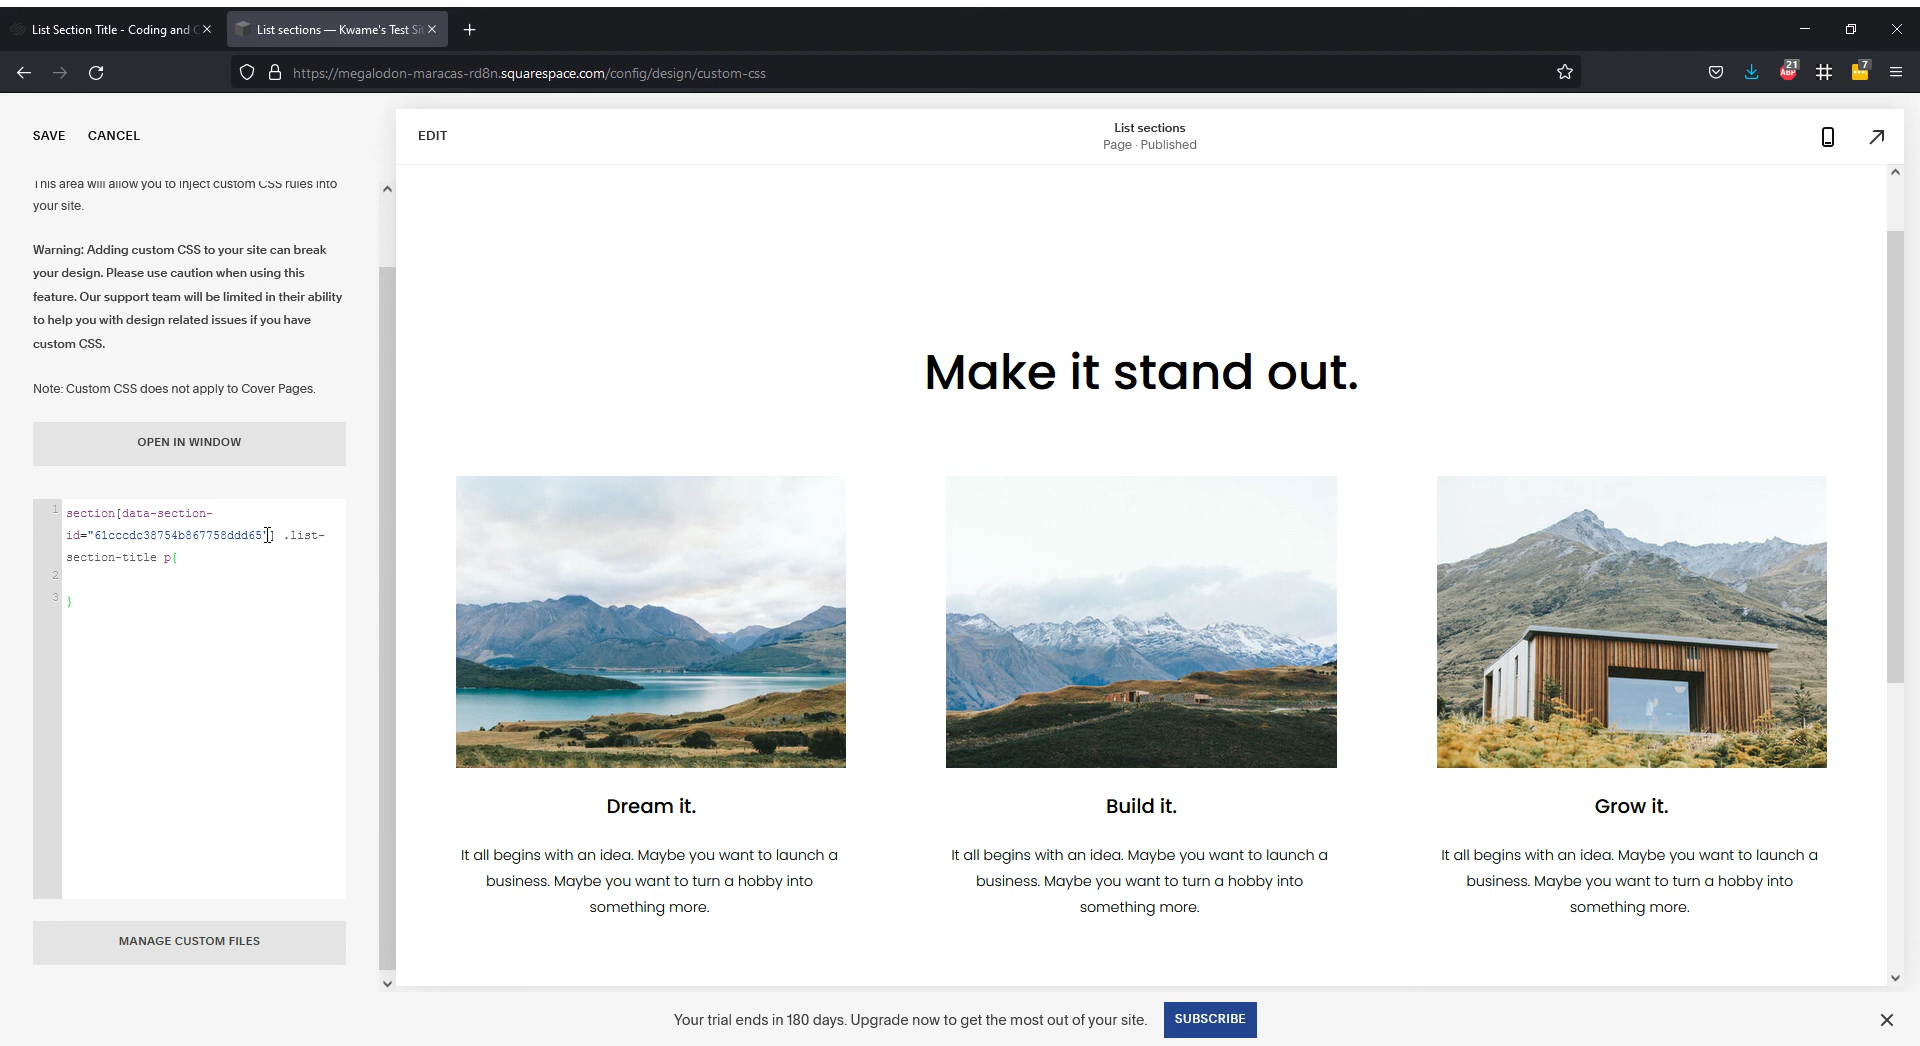 List Section Title - Coding and C
List sections — Kwame's Test Sit
https://megalodon-maracas-rd8n.squarespace.com/config/design/custom-css
21
ABP
7
SAVE CANCEL
EDIT
List sections
Page · Published
This area will allow you to inject custom CSS rules into
your site.
Warning: Adding custom CSS to your site can break
your design. Please use caution when using this
feature. Our support team will be limited in their ability
to help you with design related issues if you have
custom CSS.
Note: Custom CSS does not apply to Cover Pages.
OPEN IN WINDOW
1 section[data-section-
id="61cccdc38754b867758ddd65"] .list-
section-title p{
2
3 }
MANAGE CUSTOM FILES
Make it stand out.
Dream it.
It all begins with an idea. Maybe you want to launch a
business. Maybe you want to turn a hobby into
something more.
Build it.
It all begins with an idea. Maybe you want to launch a
business. Maybe you want to turn a hobby into
something more.
Grow it.
It all begins with an idea. Maybe you want to launch a
business. Maybe you want to turn a hobby into
something more.
Your trial ends in 180 days. Upgrade now to get the most out of your site.
SUBSCRIBE